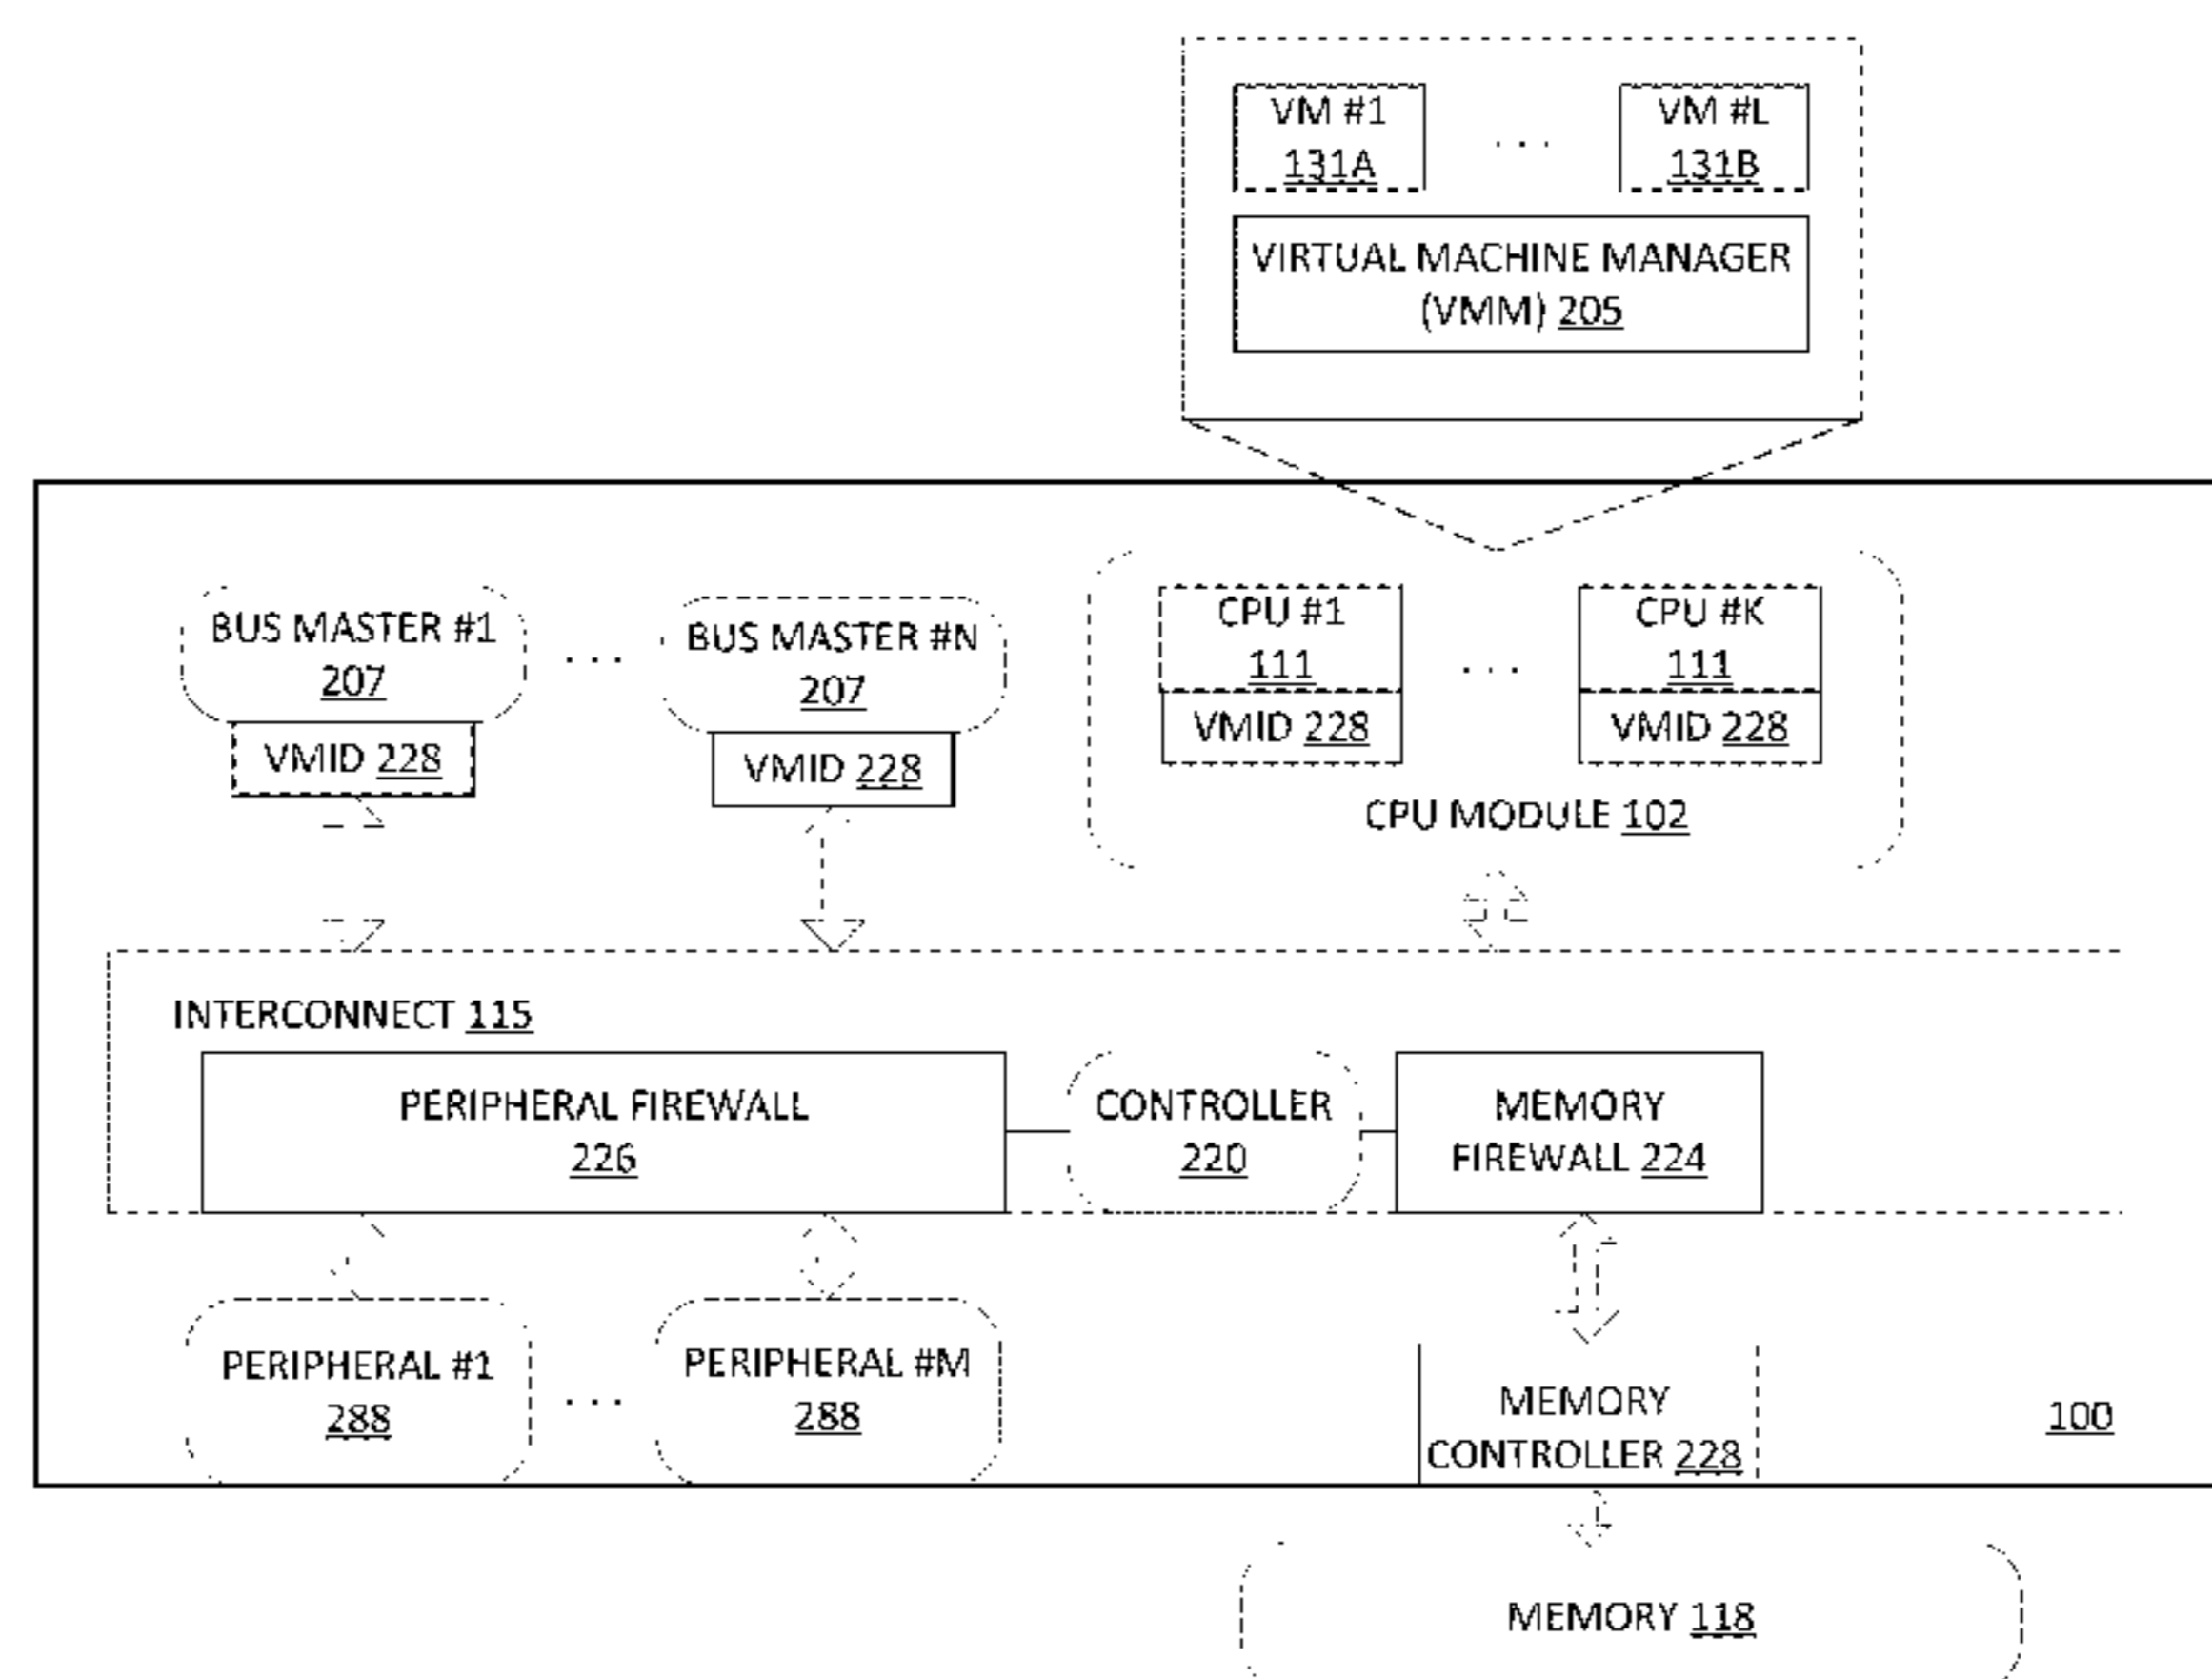 VM #1
131A
. . .
VM #L
131B
VIRTUAL MACHINE MANAGER
(VMM) 205
BUS MASTER #1
207
VMID 228
. . .
BUS MASTER #N
207
VMID 228
CPU #1
111
VMID 228
. . .
CPU #K
111
VMID 228
CPU MODULE 102
INTERCONNECT 115
PERIPHERAL FIREWALL
226
CONTROLLER
220
MEMORY
FIREWALL 224
PERIPHERAL #1
288
. . .
PERIPHERAL #M
288
MEMORY
CONTROLLER 228
100
MEMORY 118